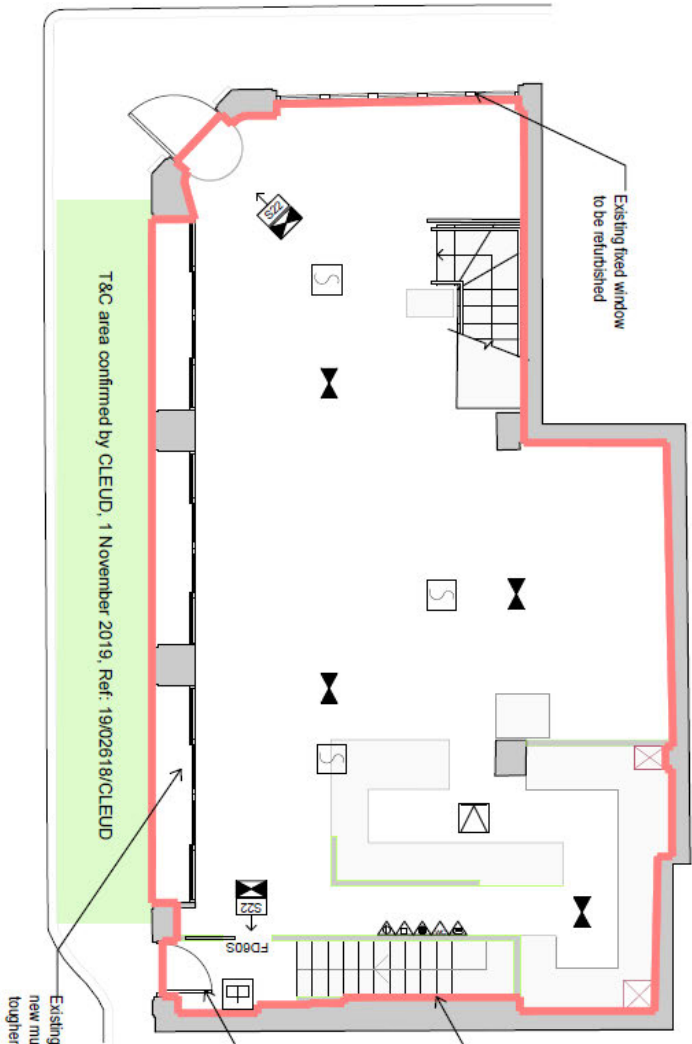 Existing fixed window
to be refurbished
S22
T&C area confirmed by CLEUD, 1 November 2019, Ref: 19/02618/CLEUD
S22
FD60S
Existing
new mu
tougher